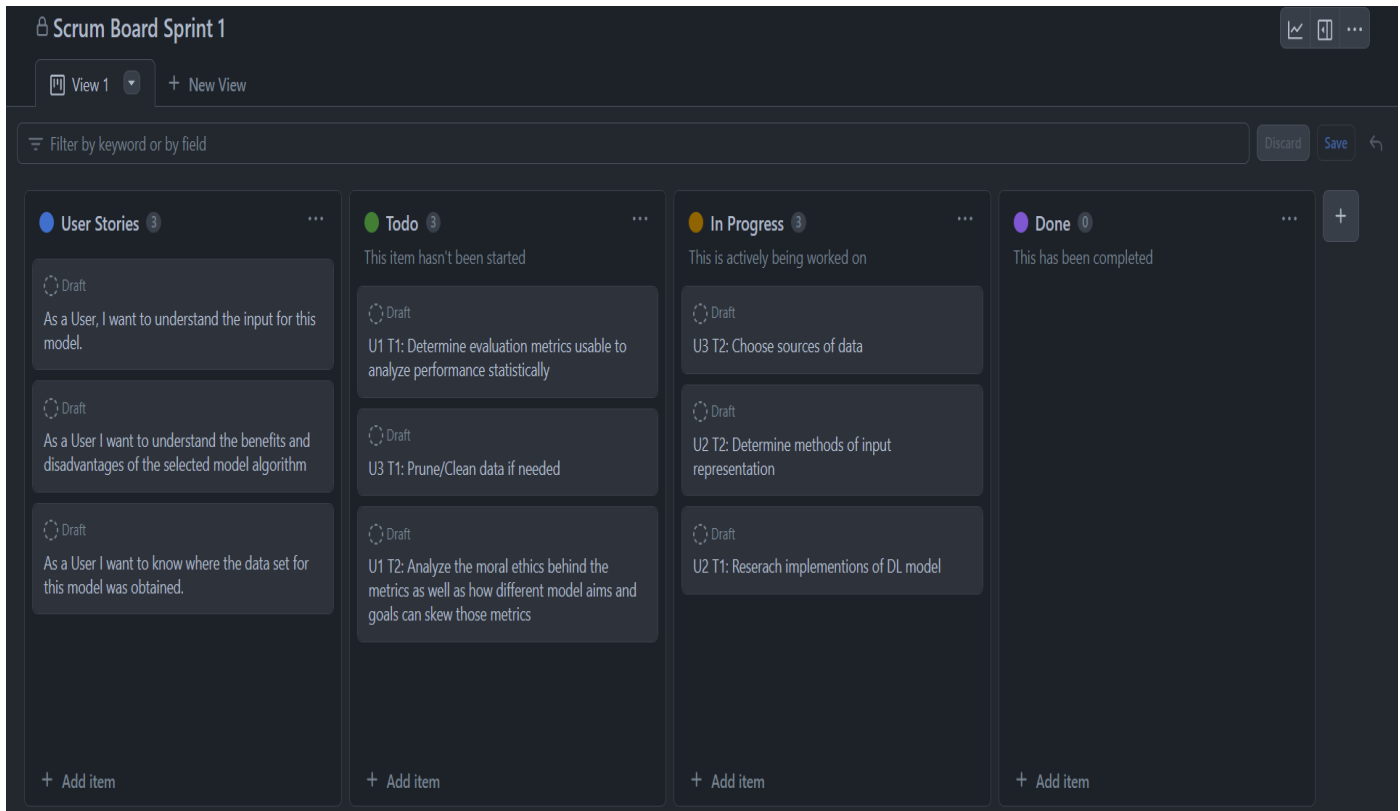 Scrum Board Sprint 1
View 1
New View
Filter by keyword or by field
Discard
Save
User Stories 3
Draft
As a User, I want to understand the input for this
model.
Draft
As a User I want to understand the benefits and
disadvantages of the selected model algorithm
Draft
As a User I want to know where the data set for
this model was obtained.
Add item
Todo 3
This item hasn't been started
Draft
U1 T1: Determine evaluation metrics usable to
analyze performance statistically
Draft
U3 T1: Prune/Clean data if needed
Draft
U1 T2: Analyze the moral ethics behind the
metrics as well as how different model aims and
goals can skew those metrics
Add item
In Progress 3
This is actively being worked on
Draft
U3 T2: Choose sources of data
Draft
U2 T2: Determine methods of input
representation
Draft
U2 T1: Reserach implementions of DL model
Add item
Done 0
This has been completed
Add item